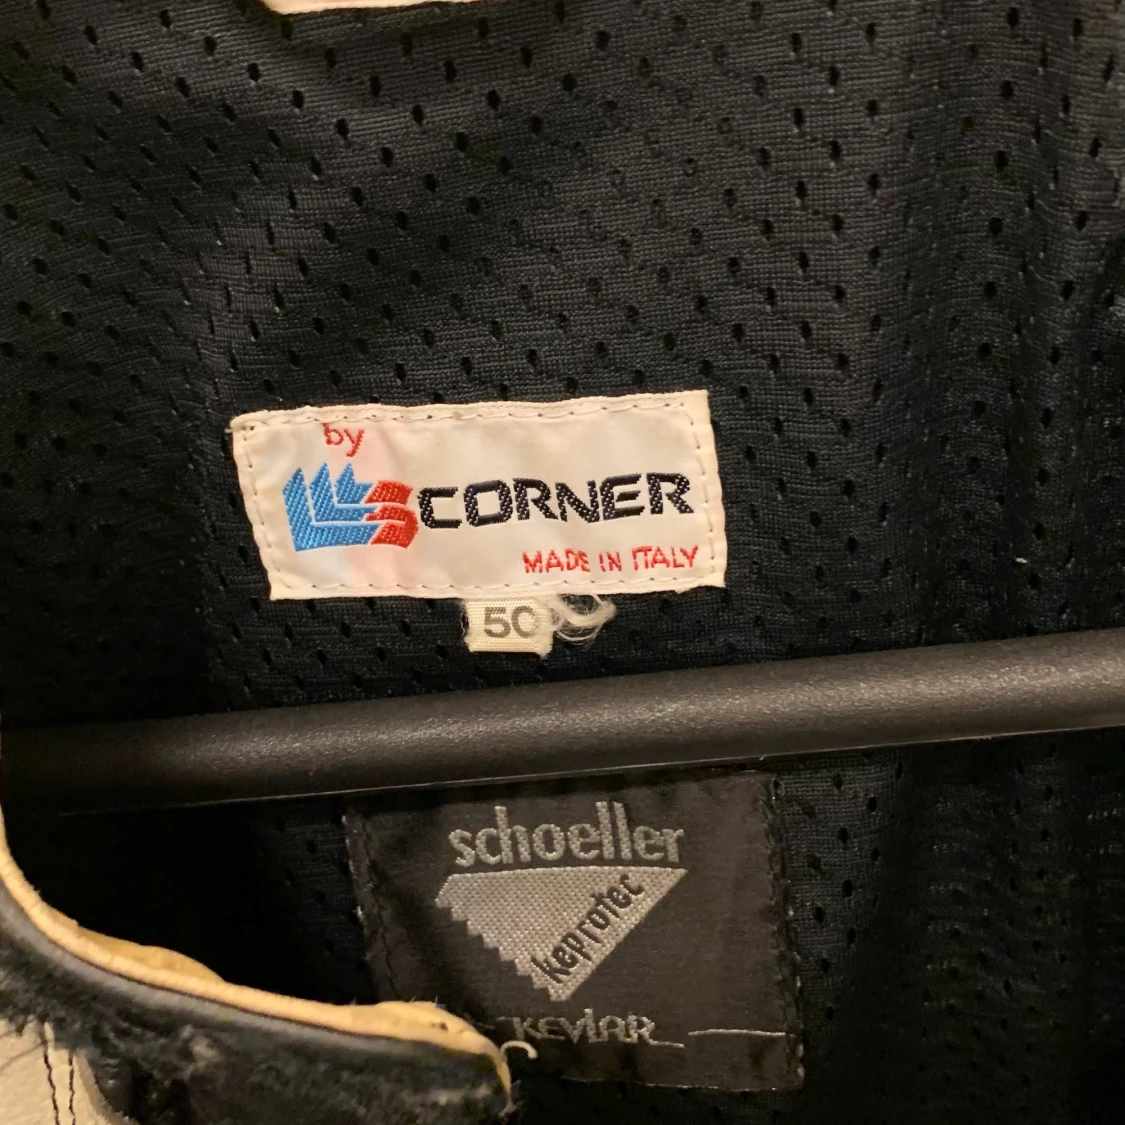 by
CORNER
MADE IN ITALY
50
schoeller
keprotec
KEVLAR